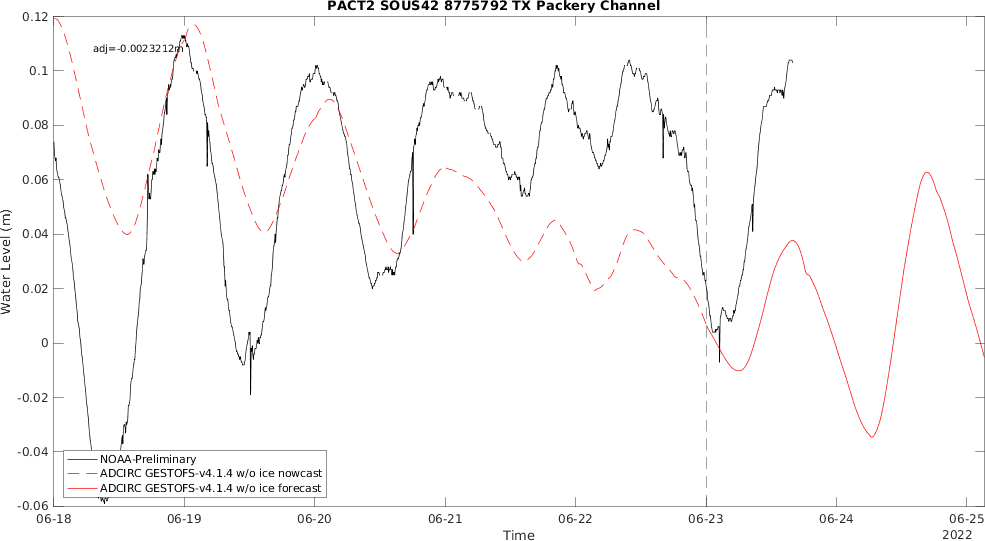 PACT2 SOUS42 8775792 TX Packery Channel
0.12
adj=-0.0023212m
0.1
0.08
0.06
0.04
0.02
0
-0.02
-0.04
-0.06
Water Level (m)
NOAA-Preliminary
ADCIRC GESTOFS-v4.1.4 w/o ice nowcast
ADCIRC GESTOFS-v4.1.4 w/o ice forecast
06-18 06-19 06-20 06-21 06-22 06-23 06-24 06-25
Time 2022